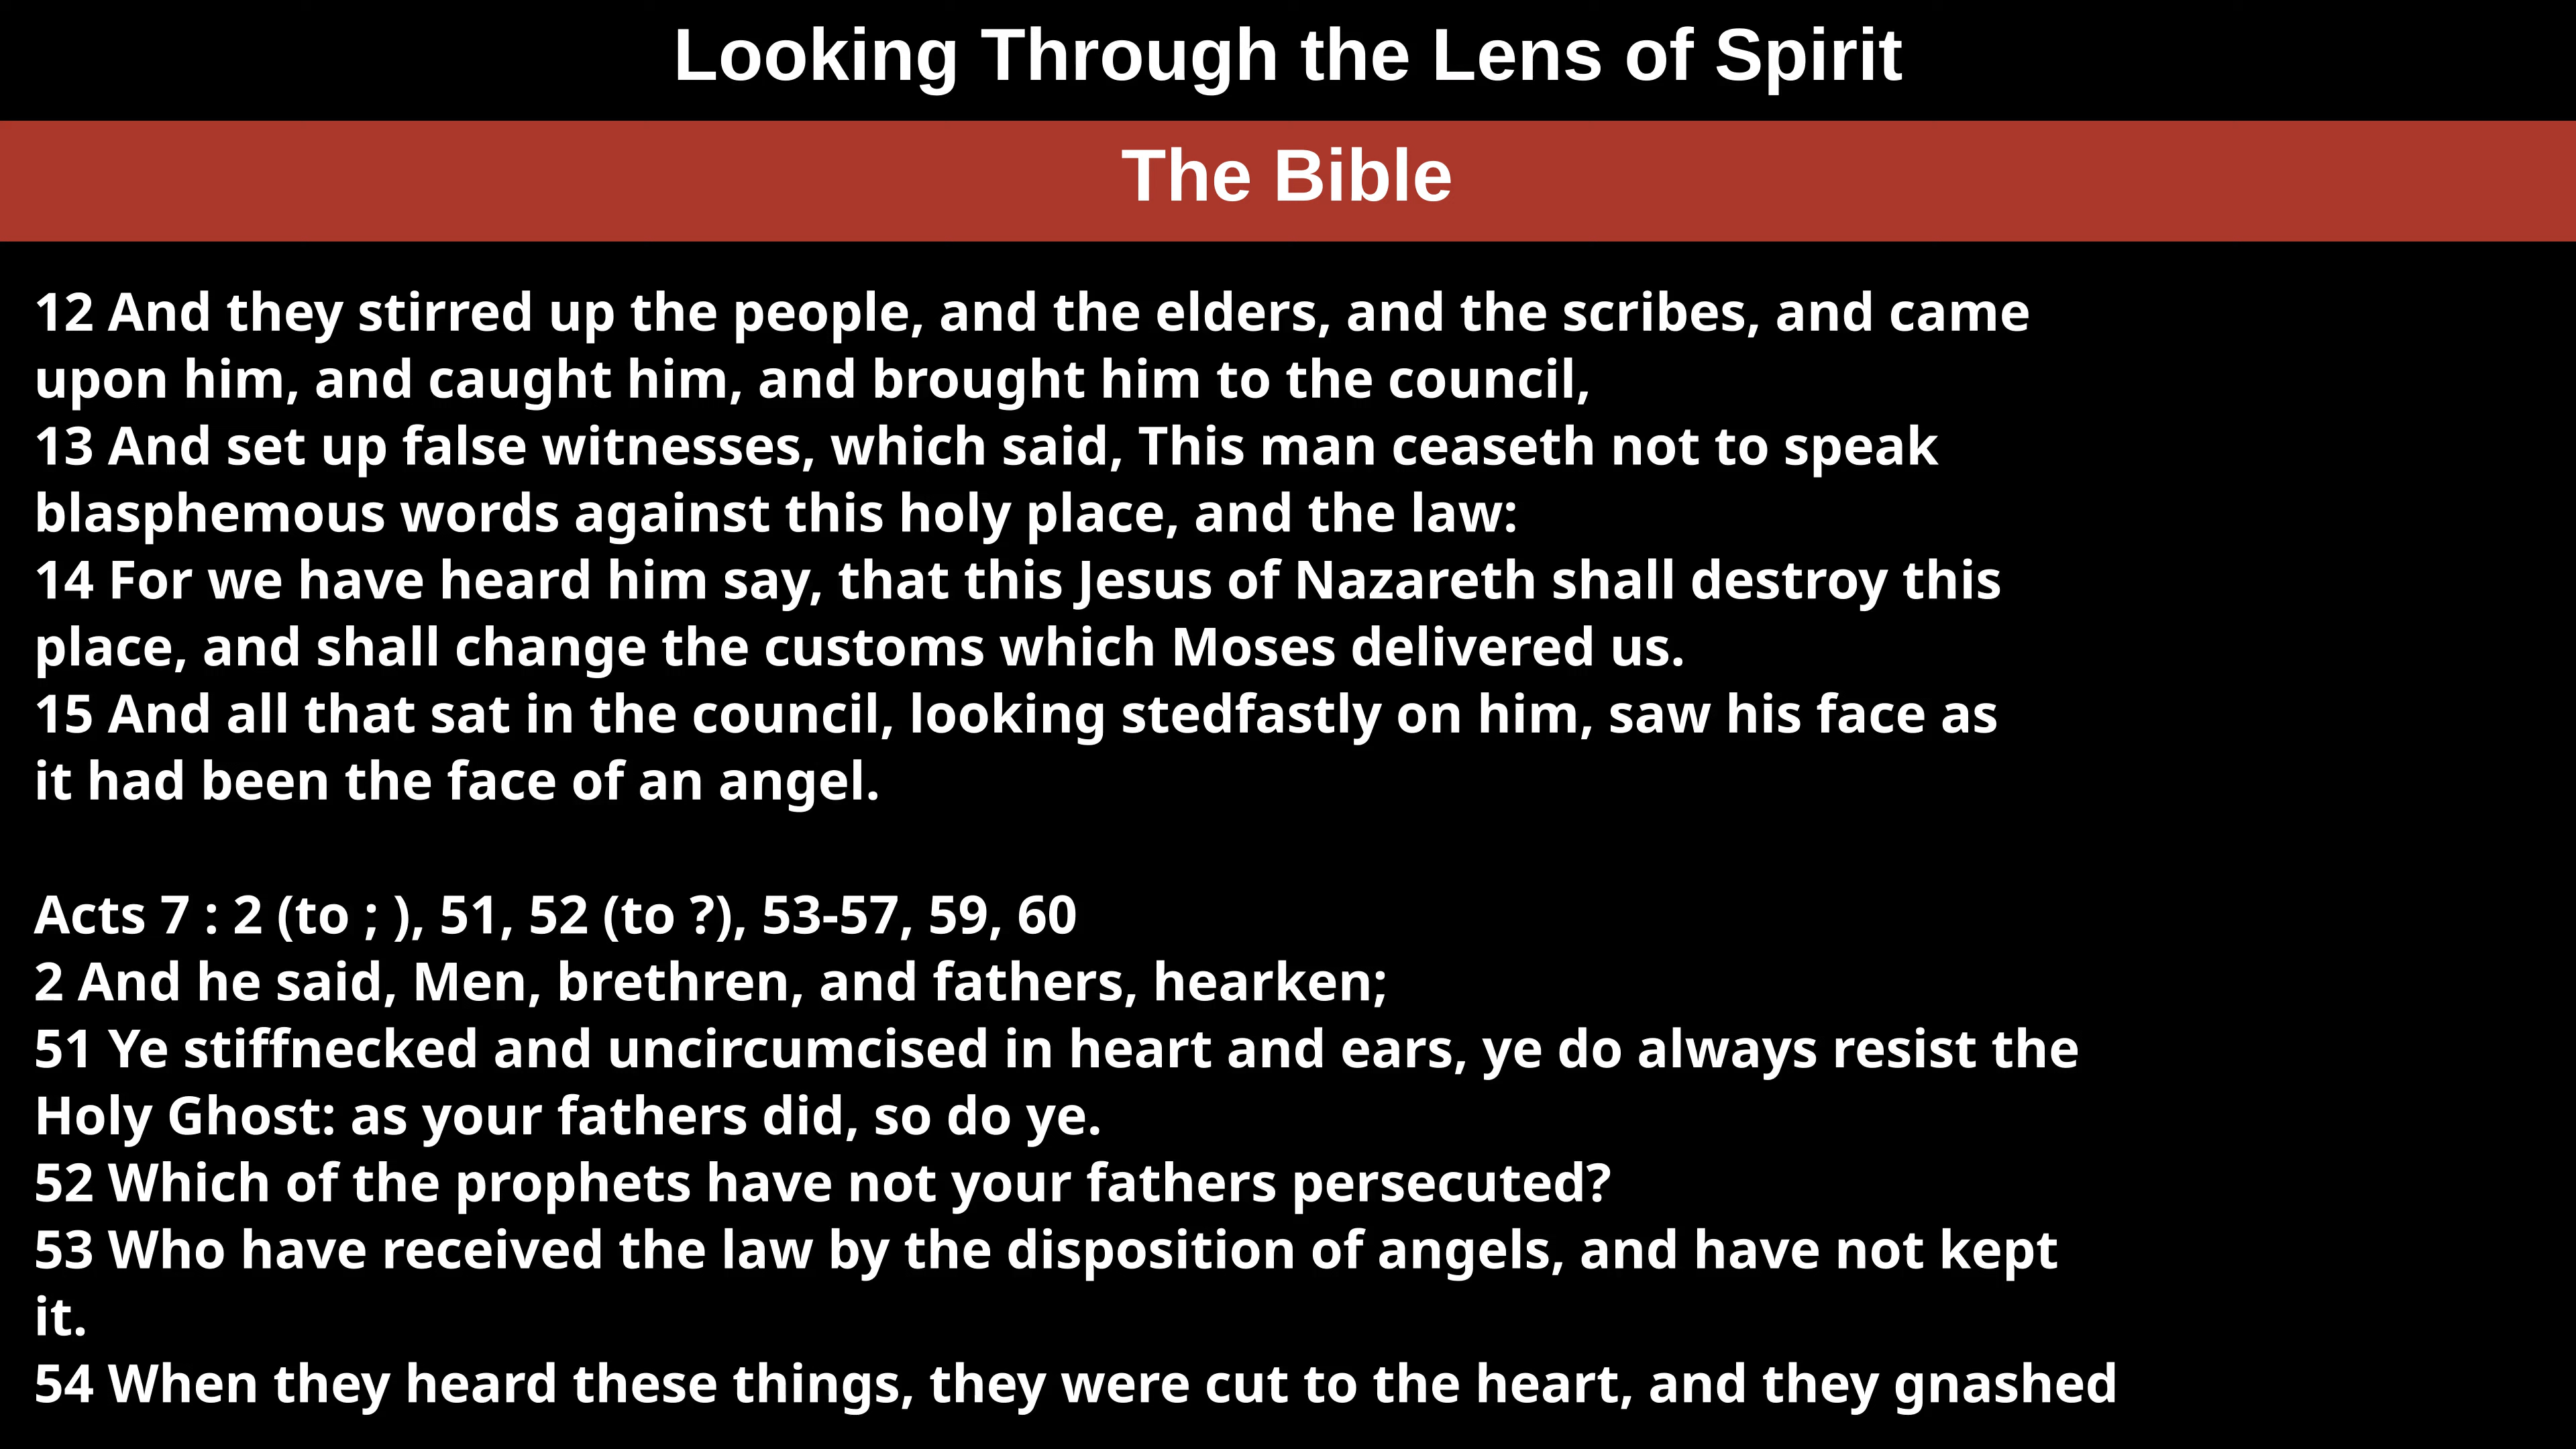 Looking Through the Lens of Spirit
The Bible
12 And they stirred up the people, and the elders, and the scribes, and came
upon him, and caught him, and brought him to the council,
13 And set up false witnesses, which said, This man ceaseth not to speak
blasphemous words against this holy place, and the law:
14 For we have heard him say, that this Jesus of Nazareth shall destroy this
place, and shall change the customs which Moses delivered us.
15 And all that sat in the council, looking stedfastly on him, saw his face as
it had been the face of an angel.
Acts 7 : 2 (to ; ), 51, 52 (to ?), 53-57, 59, 60
2 And he said, Men, brethren, and fathers, hearken;
51 Ye stiffnecked and uncircumcised in heart and ears, ye do always resist the
Holy Ghost: as your fathers did, so do ye.
52 Which of the prophets have not your fathers persecuted?
53 Who have received the law by the disposition of angels, and have not kept
it.
54 When they heard these things, they were cut to the heart, and they gnashed